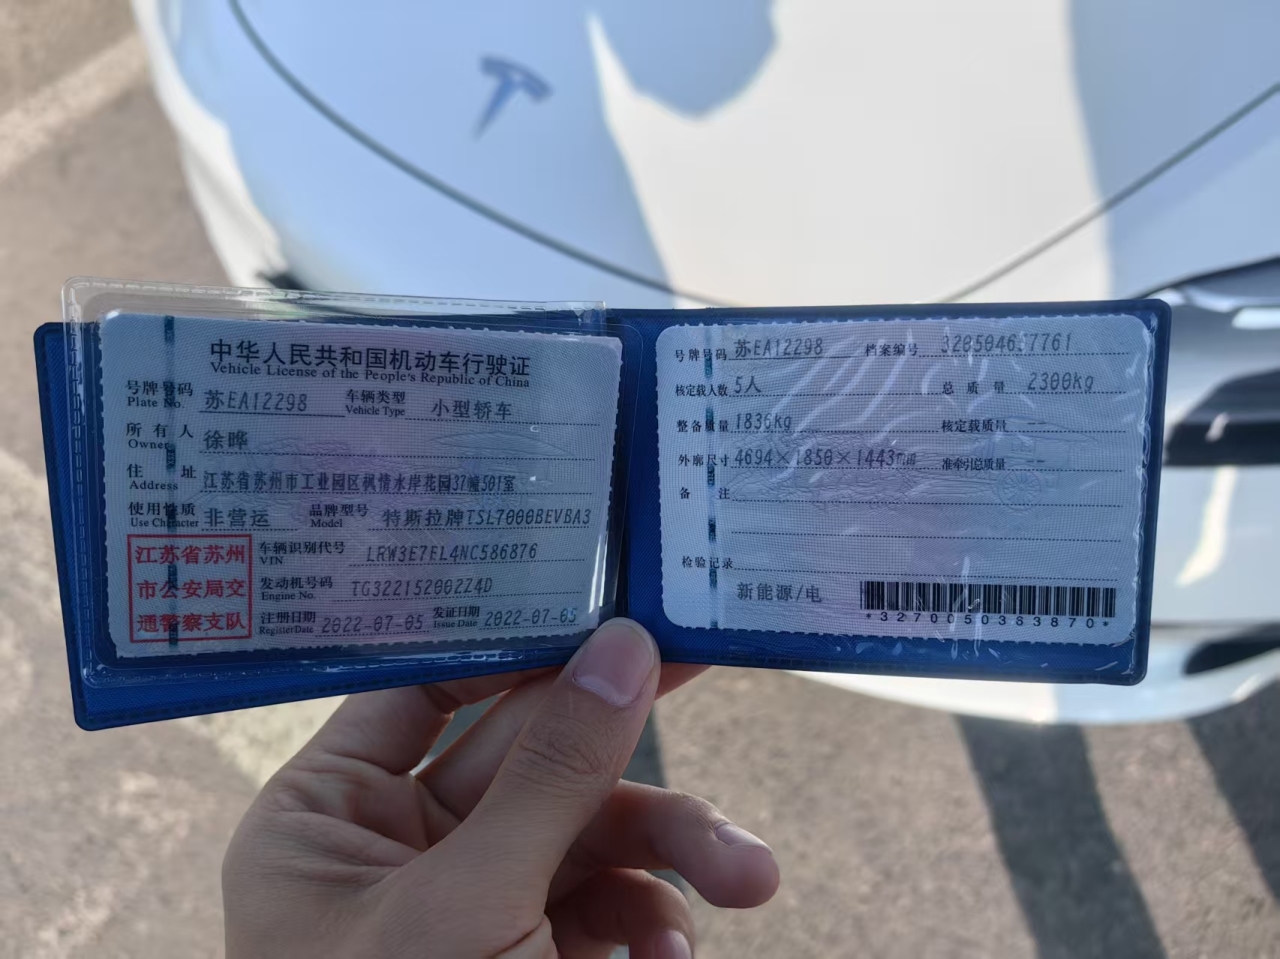 中华人民共和国机动车行驶证
Vehicle License of the People's Republic of China
号牌号码 Plate No. 苏EA12298 车辆类型 Vehicle Type 小型轿车
所有人 Owner 徐晔
住址 Address 江苏省苏州市工业园区枫情水岸花园37幢501室
使用性质 Use Character 非营运 品牌型号 Model 特斯拉牌TSL7000BEVBA3
江苏省苏州
市公安局交
通警察支队
车辆识别代号 VIN LRW3E7FL4NC586876
发动机号码 Engine No. TG322152002Z4D
注册日期 Register Date 2022-07-05 发证日期 Issue Date 2022-07-05
号牌号码 苏EA12298 档案编号
核定载人数 5人 总质量 2300kg
整备质量 1836kg 核定载质量 --
外廓尺寸 4694×1850×1443mm 准牵引总质量 --
备注
检验记录
新能源/电
*3270050363870*